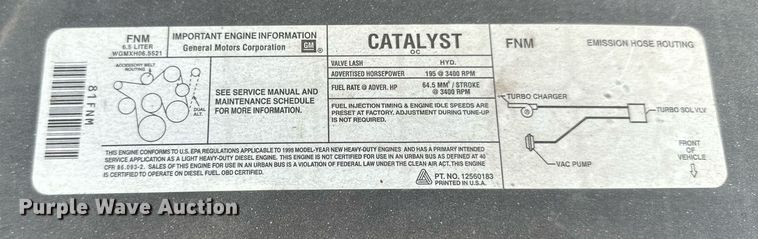 FNM
6.5 LITER
WGMXH06.5521
ACCESSORY BELT
ROUTING
DUAL
ALT.
81FNM
IMPORTANT ENGINE INFORMATION
General Motors Corporation
GM
SEE SERVICE MANUAL AND
MAINTENANCE SCHEDULE
FOR MORE INFORMATION.
CATALYST
OC
VALVE LASH HYD.
ADVERTISED HORSEPOWER 195 @ 3400 RPM
FUEL RATE @ ADVER. HP 64.5 MM³ / STROKE
@ 3400 RPM
FUEL INJECTION TIMING & ENGINE IDLE SPEEDS ARE
PRESET AT FACTORY. ADJUSTMENT DURING TUNE-UP
IS NOT REQUIRED.
FNM EMISSION HOSE ROUTING
TURBO CHARGER
TURBO SOL VLV
VAC PUMP
FRONT
OF
VEHICLE
THIS ENGINE CONFORMS TO U.S. EPA REGULATIONS APPLICABLE TO 1998 MODEL-YEAR NEW HEAVY-DUTY ENGINES AND HAS A PRIMARY INTENDED
SERVICE APPLICATION AS A LIGHT HEAVY-DUTY DIESEL ENGINE. THIS ENGINE IS NOT CERTIFIED FOR USE IN AN URBAN BUS AS DEFINED AT 40
CFR 86.093-2. SALES OF THIS ENGINE FOR USE IN AN URBAN BUS IS A VIOLATION OF FEDERAL LAW UNDER THE CLEAN AIR ACT. THIS ENGINE
IS CERTIFIED TO OPERATE ON DIESEL FUEL. OBD CERTIFIED.
PT. NO. 12560183
PRINTED IN U.S.A.
Purple Wave Auction